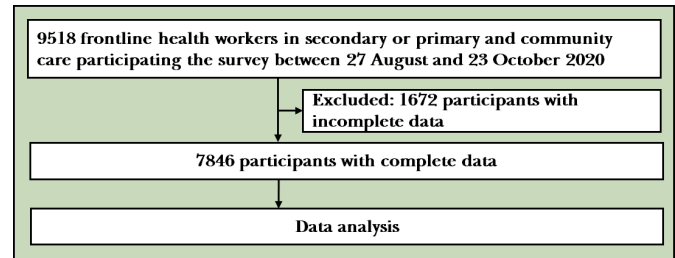 9518 frontline health workers in secondary or primary and community
care participating the survey between 27 August and 23 October 2020
Excluded: 1672 participants with
incomplete data
7846 participants with complete data
Data analysis